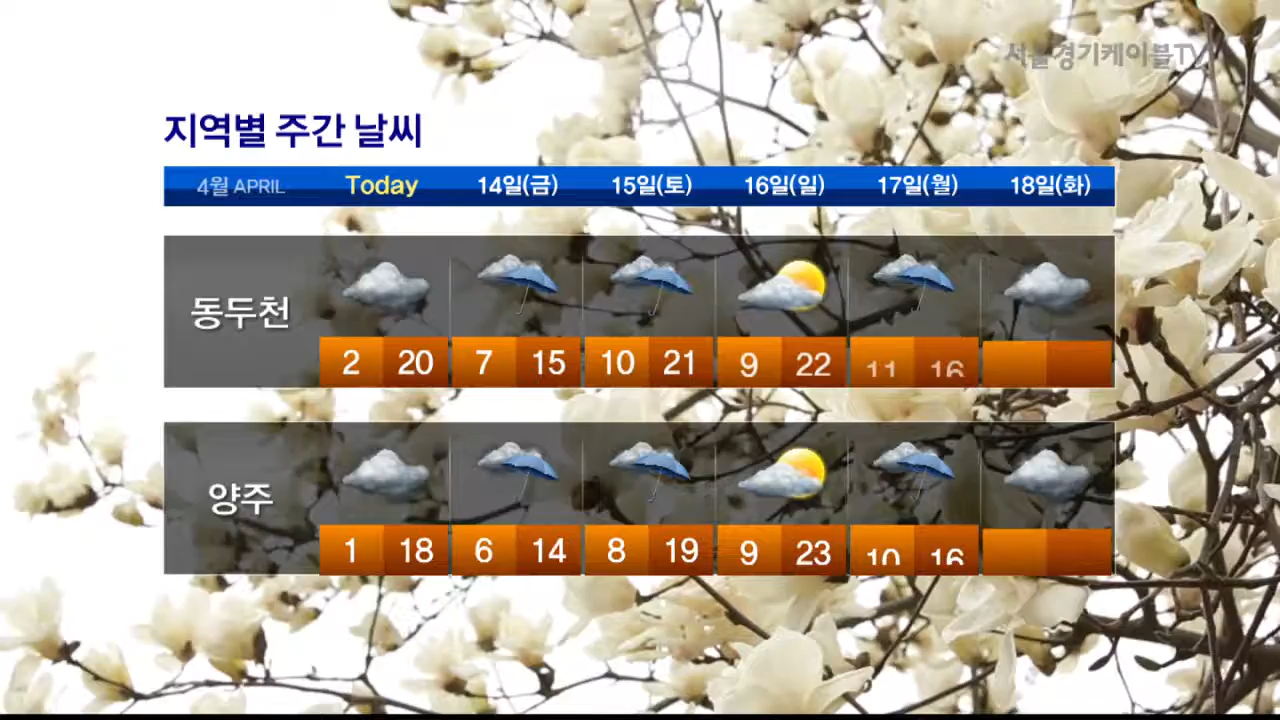 서울경기케이블TV
지역별 주간 날씨
4월 APRIL Today 14일(금) 15일(토) 16일(일) 17일(월) 18일(화)
동두천 2 20 7 15 10 21 9 22 11 16
양주 1 18 6 14 8 19 9 23 10 16